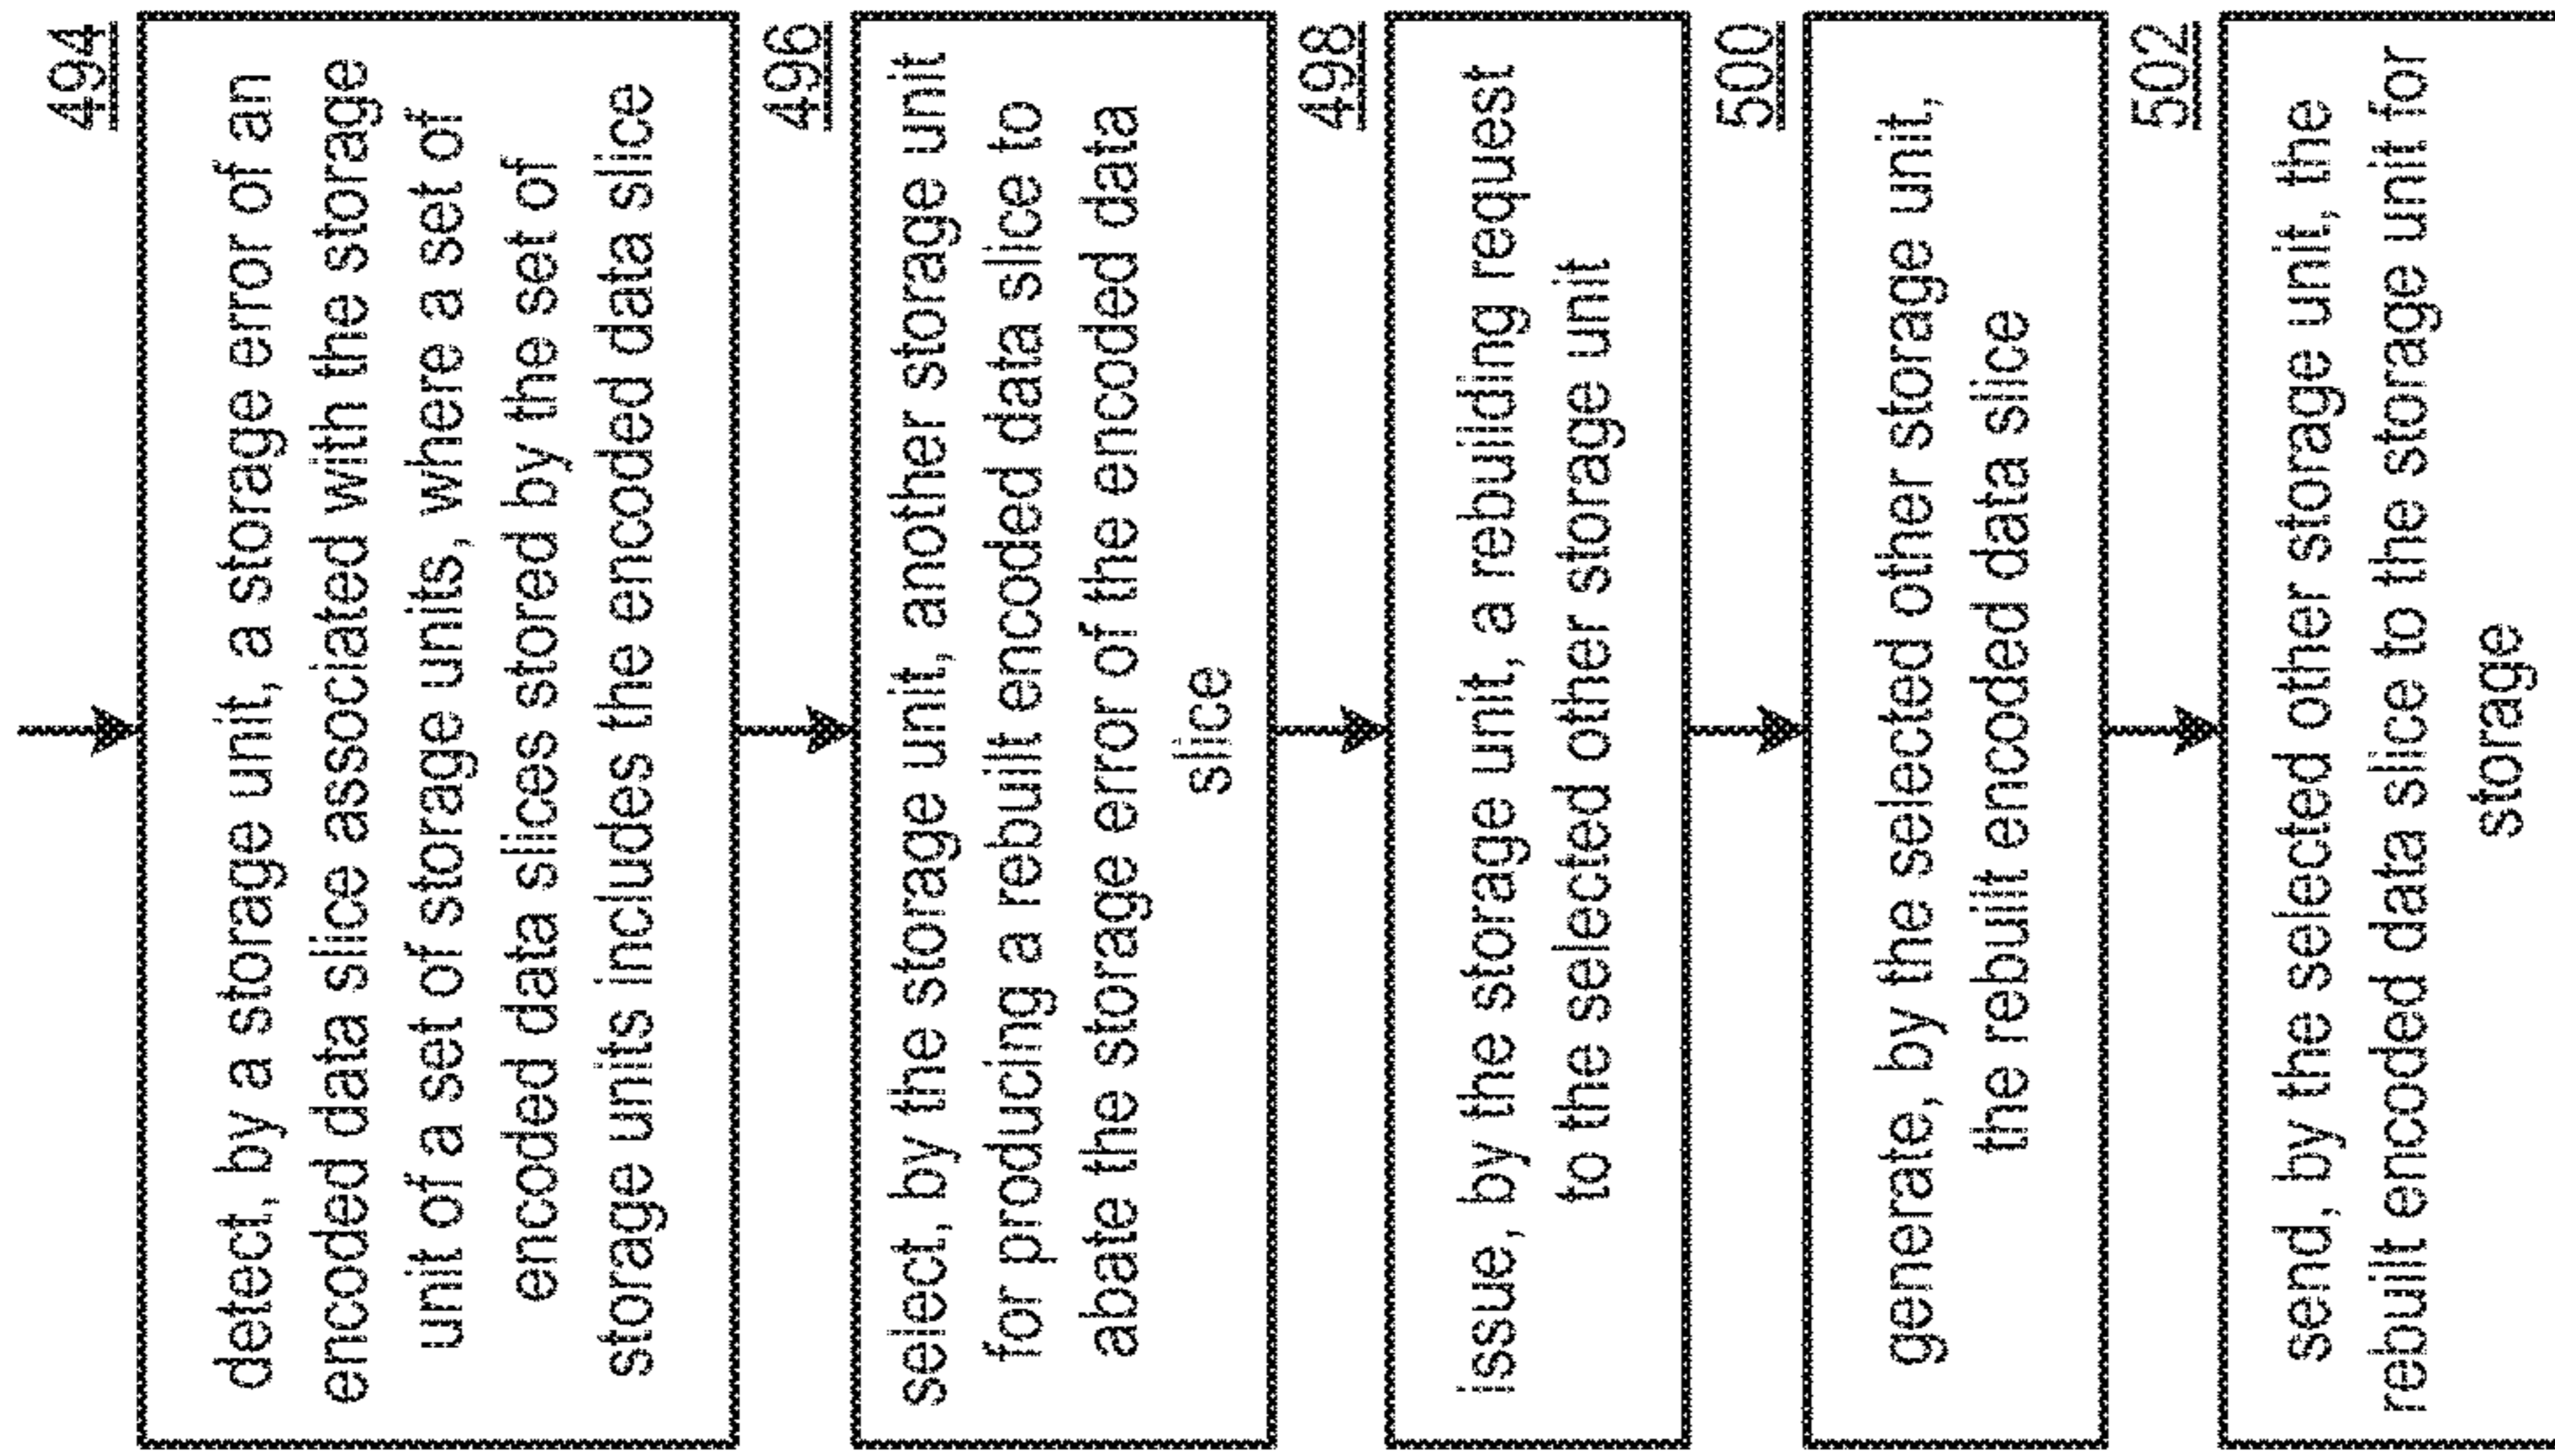 494
detect, by a storage unit, a storage error of an
encoded data slice associated with the storage
unit of a set of storage units, where a set of
encoded data slices stored by the set of
storage units includes the encoded data slice
496
select, by the storage unit, another storage unit
for producing a rebuilt encoded data slice to
abate the storage error of the encoded data
slice
498
issue, by the storage unit, a rebuilding request
to the selected other storage unit
500
generate, by the selected other storage unit,
the rebuilt encoded data slice
502
send, by the selected other storage unit, the
rebuilt encoded data slice to the storage unit for
storage